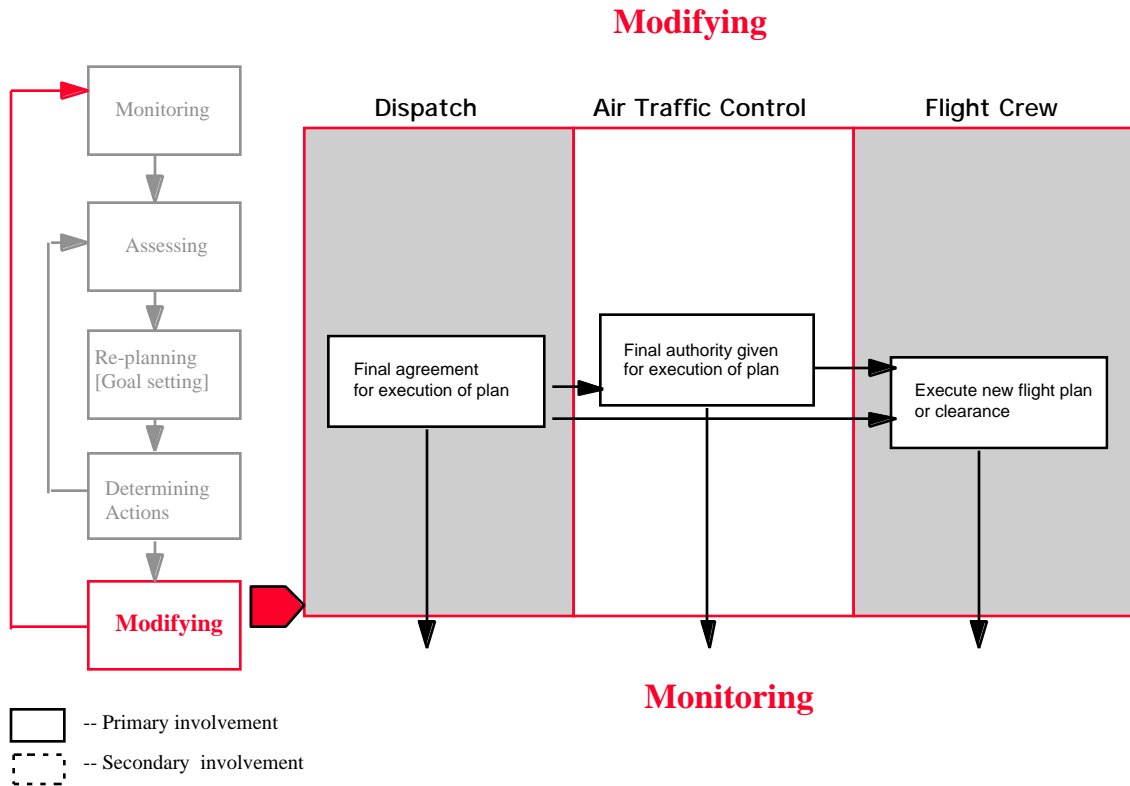 Modifying
Monitoring
Assessing
Re-planning
[Goal setting]
Determining
Actions
Modifying
Dispatch
Air Traffic Control
Flight Crew
Final agreement
for execution of plan
Final authority given
for execution of plan
Execute new flight plan
or clearance
Monitoring
-- Primary involvement
-- Secondary involvement